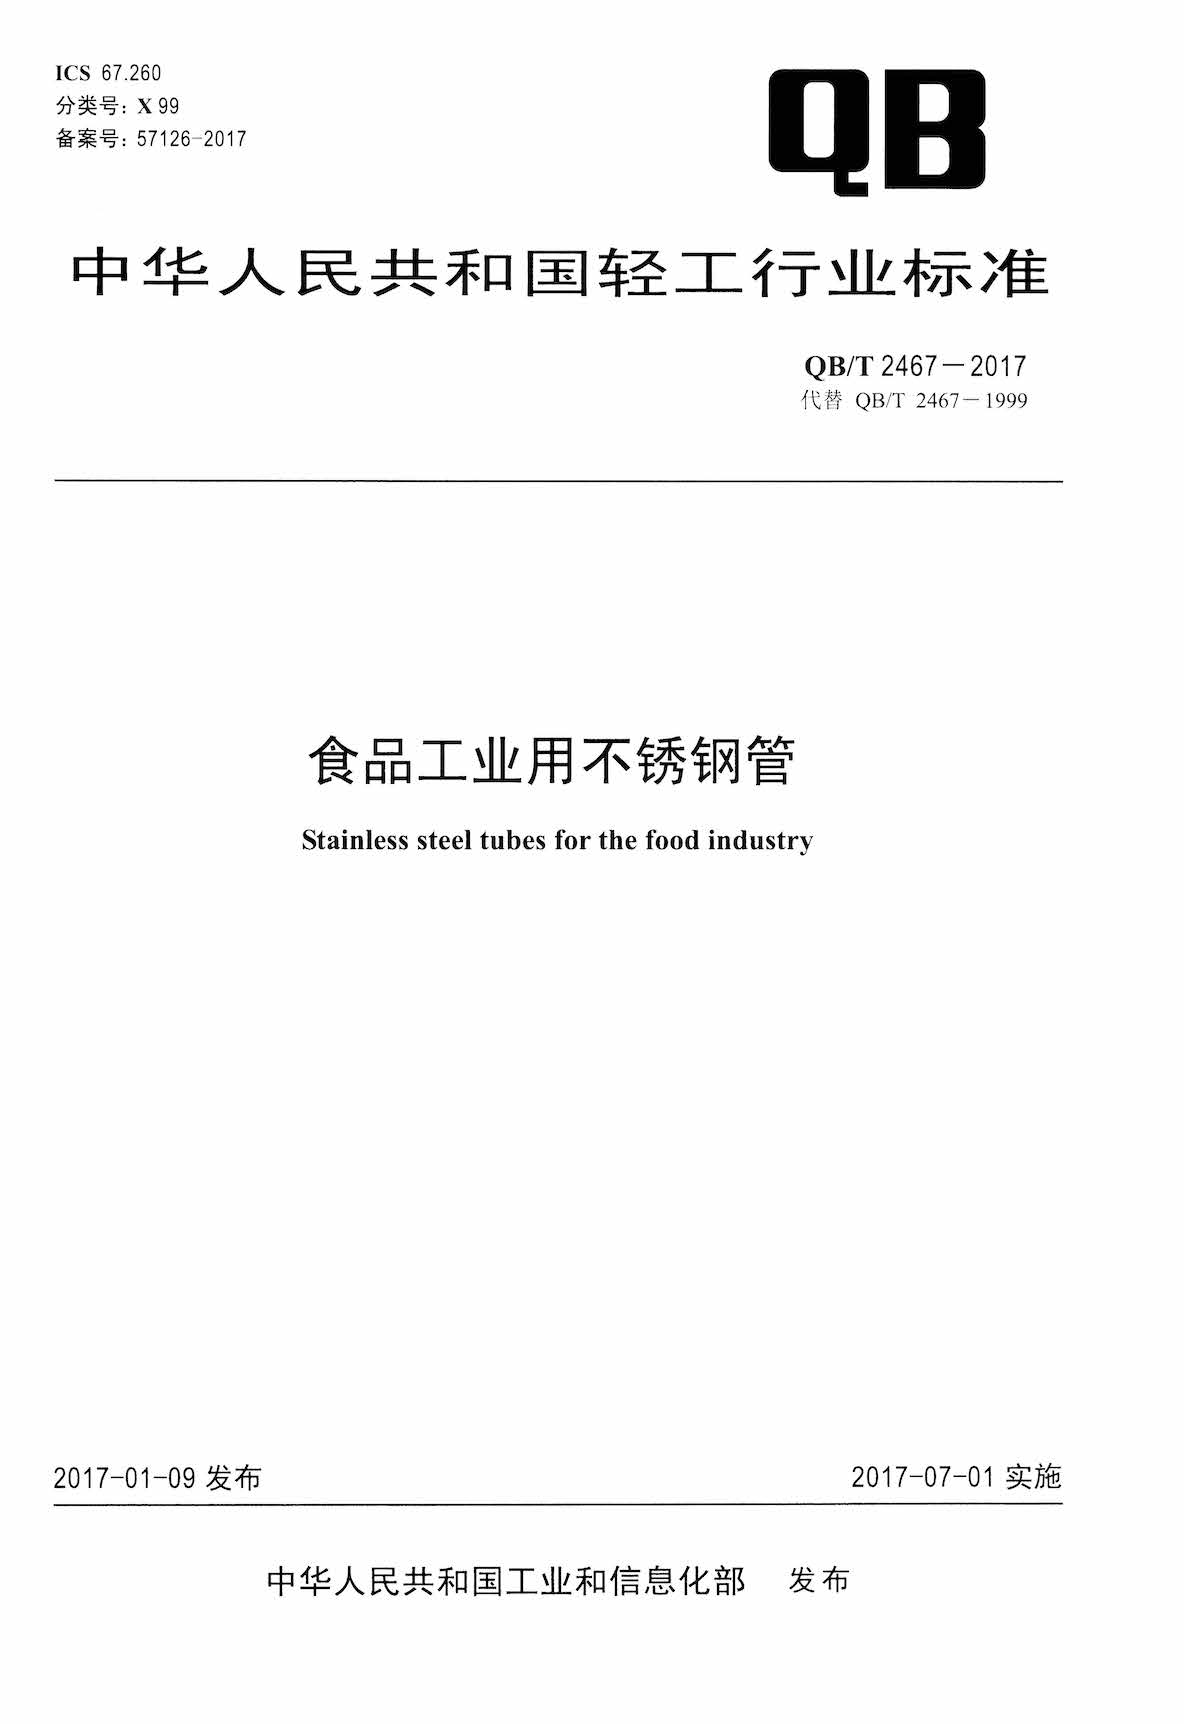 ICS 67.260
分类号：X 99
备案号：57126-2017
QB
中华人民共和国轻工行业标准
QB/T 2467－2017
代替 QB/T 2467－1999
食品工业用不锈钢管
Stainless steel tubes for the food industry
2017-01-09 发布
2017-07-01 实施
中华人民共和国工业和信息化部 发布